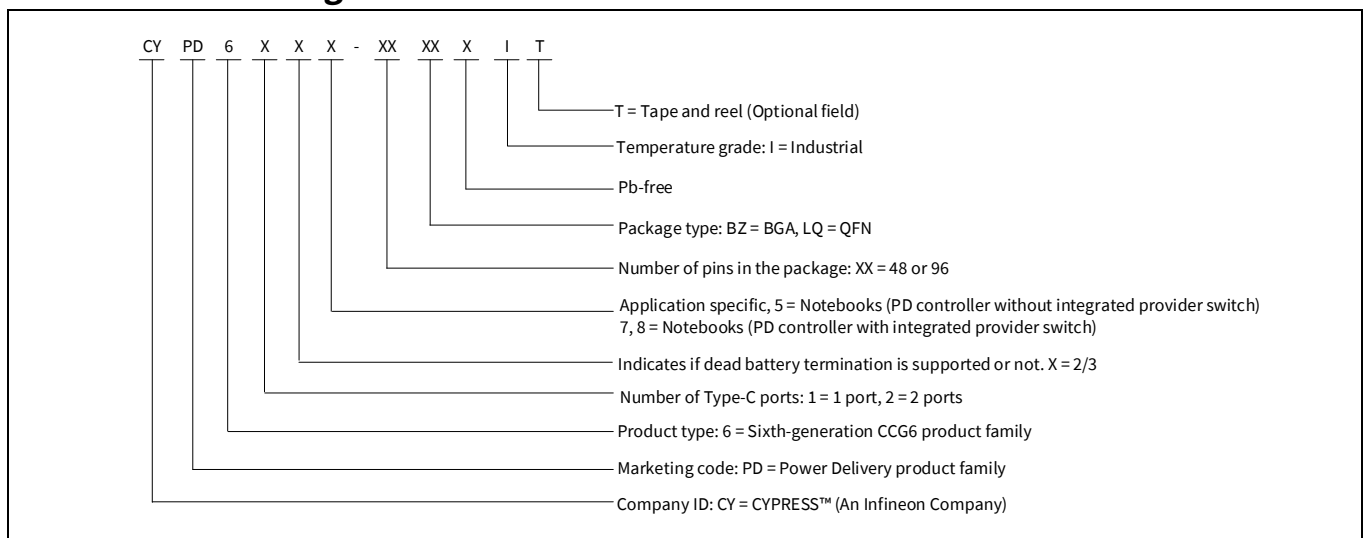 CY PD 6 X X X - XX XX X I T
T = Tape and reel (Optional field)
Temperature grade: I = Industrial
Pb-free
Package type: BZ = BGA, LQ = QFN
Number of pins in the package: XX = 48 or 96
Application specific, 5 = Notebooks (PD controller without integrated provider switch)
7, 8 = Notebooks (PD controller with integrated provider switch)
Indicates if dead battery termination is supported or not. X = 2/3
Number of Type-C ports: 1 = 1 port, 2 = 2 ports
Product type: 6 = Sixth-generation CCG6 product family
Marketing code: PD = Power Delivery product family
Company ID: CY = CYPRESS™ (An Infineon Company)